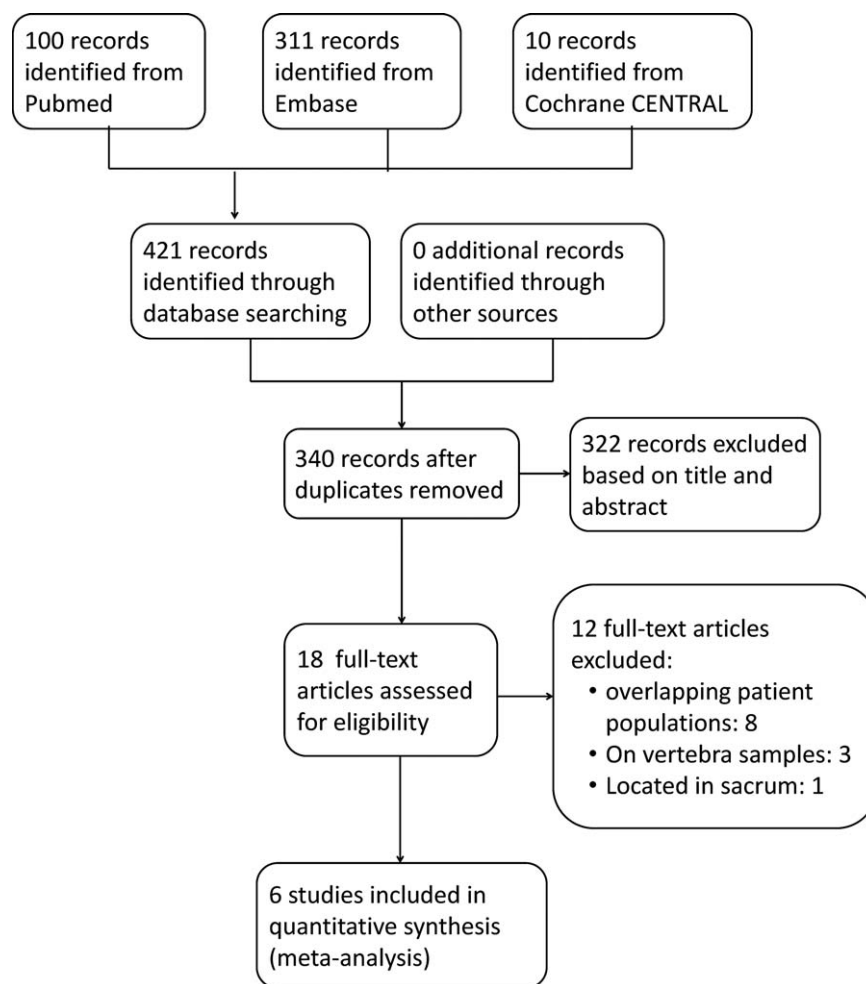 100 records
identified from
Pubmed
311 records
identified from
Embase
10 records
identified from
Cochrane CENTRAL
421 records
identified through
database searching
0 additional records
identified through
other sources
340 records after
duplicates removed
322 records excluded
based on title and
abstract
18 full-text
articles assessed
for eligibility
12 full-text articles
excluded:
• overlapping patient
populations: 8
• On vertebra samples: 3
• Located in sacrum: 1
6 studies included in
quantitative synthesis
(meta-analysis)